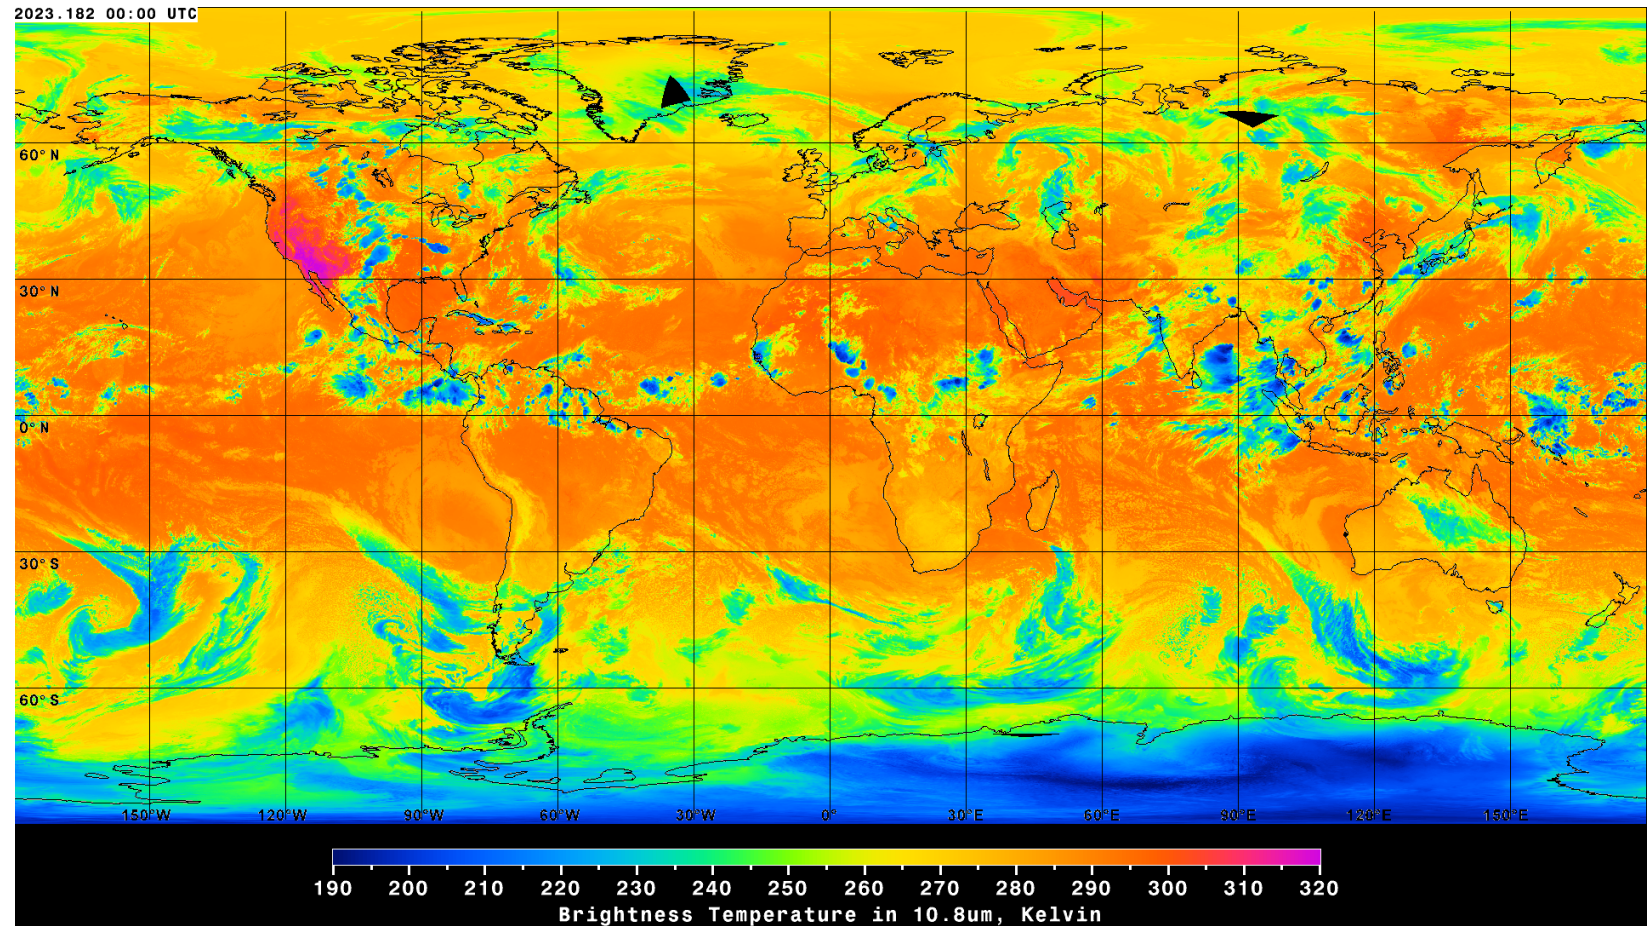 2023.182 00:00 UTC
60° N
30° N
0° N
30° S
60° S
150°W 120°W 90°W 60°W 30°W 0° 30°E 60°E 90°E 120°E 150°E
190 200 210 220 230 240 250 260 270 280 290 300 310 320
Brightness Temperature in 10.8um, Kelvin